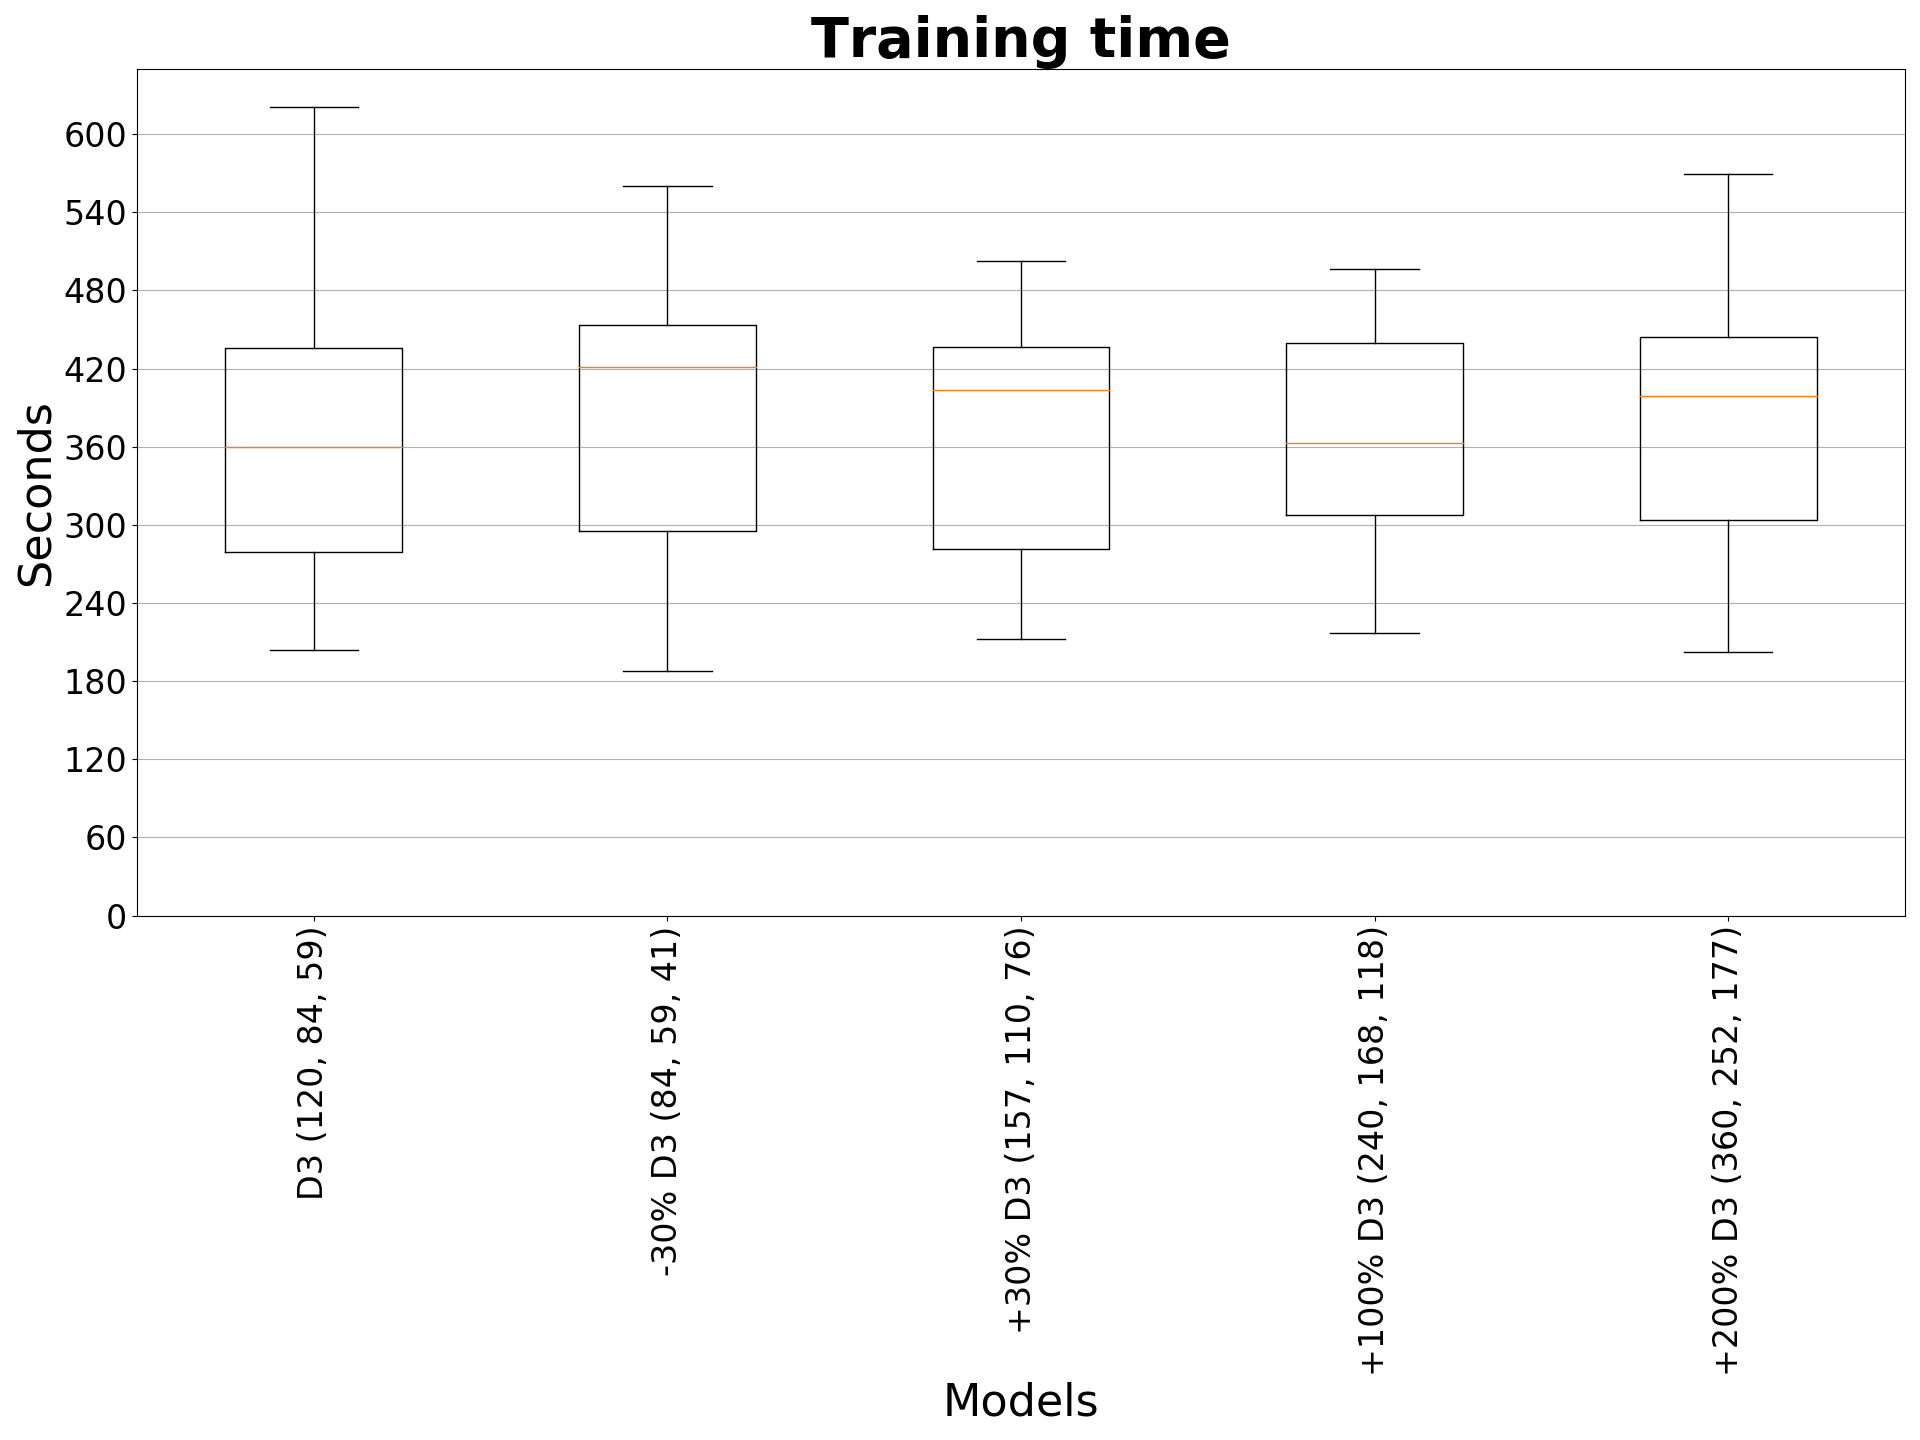 Training time
Seconds
600
540
480
420
360
300
240
180
120
60
0
D3 (120, 84, 59)
-30% D3 (84, 59, 41)
+30% D3 (157, 110, 76)
+100% D3 (240, 168, 118)
+200% D3 (360, 252, 177)
Models